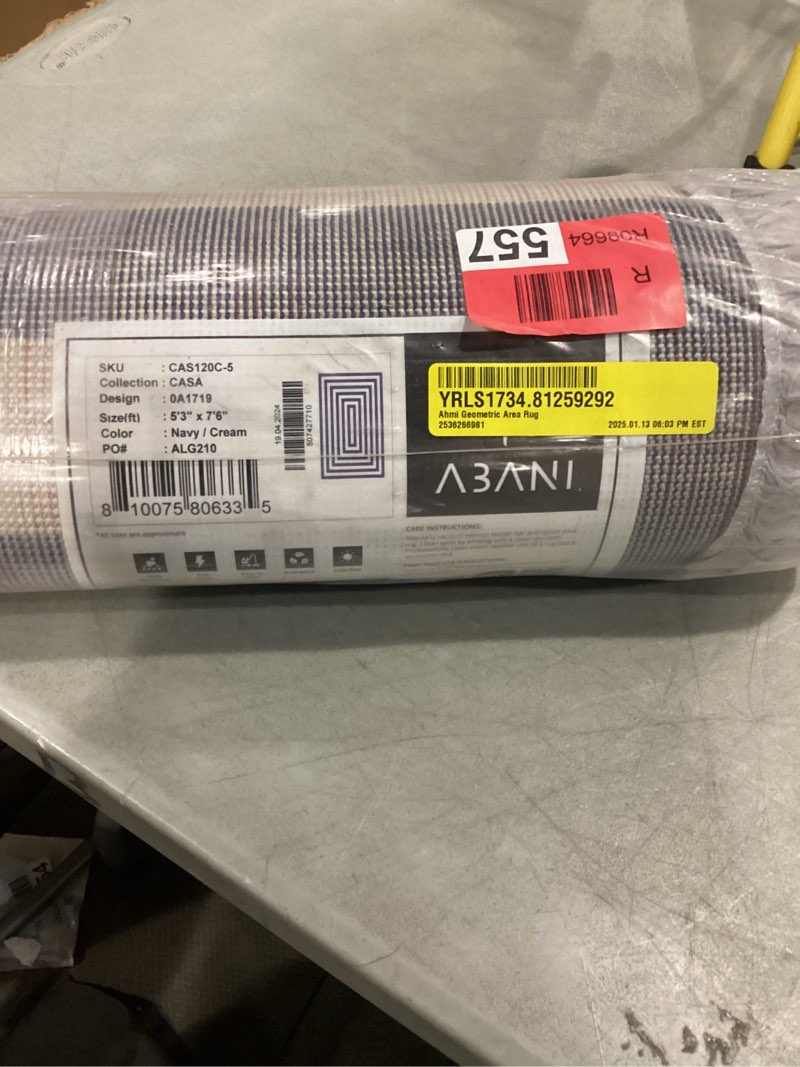 557
R09664
R
SKU : CAS120C-5
Collection : CASA
Design : 0A1719
Size(ft) : 5'3" x 7'6"
Color : Navy / Cream
PO# : ALG210
8 10075 80633 5
19.04.2024
507427710
*All sizes are approximate
YRLS1734.81259292
Ahmi Geometric Area Rug
2536266981 2025.01.13 06:03 PM EST
ABANI
CARE INSTRUCTIONS: